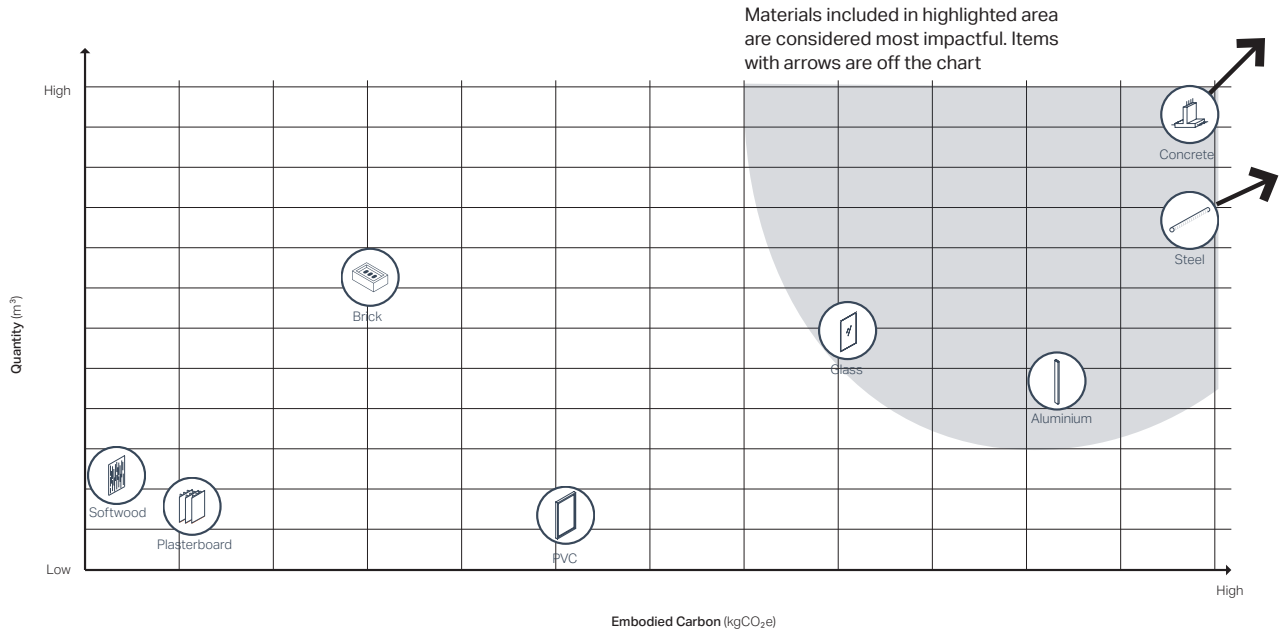 Materials included in highlighted area
are considered most impactful. Items
with arrows are off the chart
High
Concrete
Steel
Brick
Glass
Aluminium
Softwood
Plasterboard
PVC
Quantity (m³)
Low
High
Embodied Carbon (kgCO₂e)